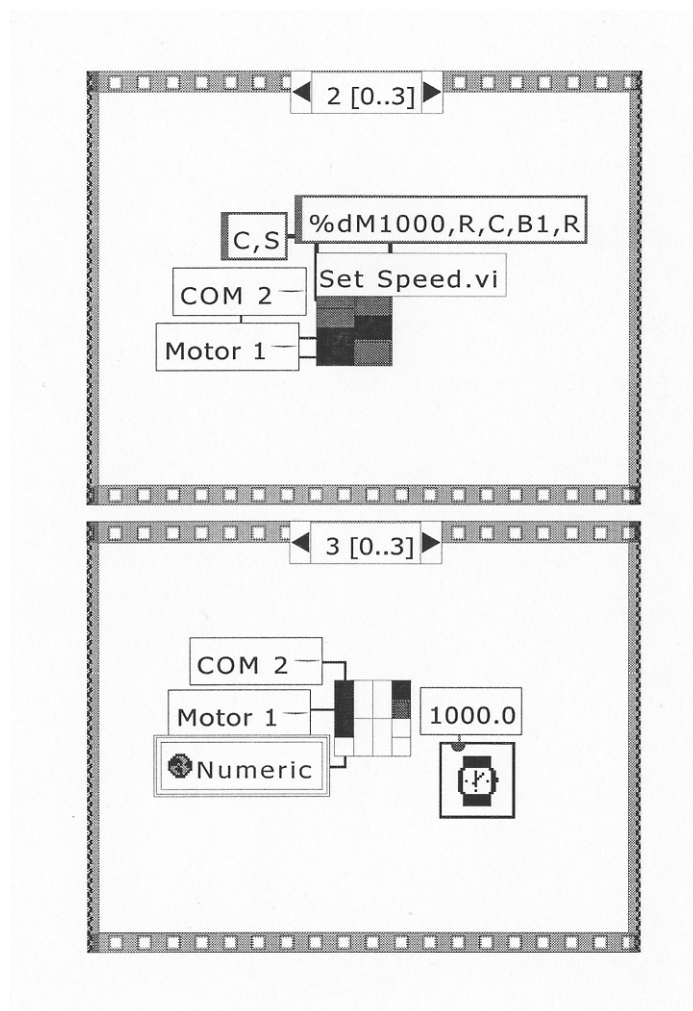 2 [0..3]
%dM1000,R,C,B1,R
C,S
Set Speed.vi
COM 2
Motor 1
3 [0..3]
COM 2
Motor 1
1000.0
Numeric